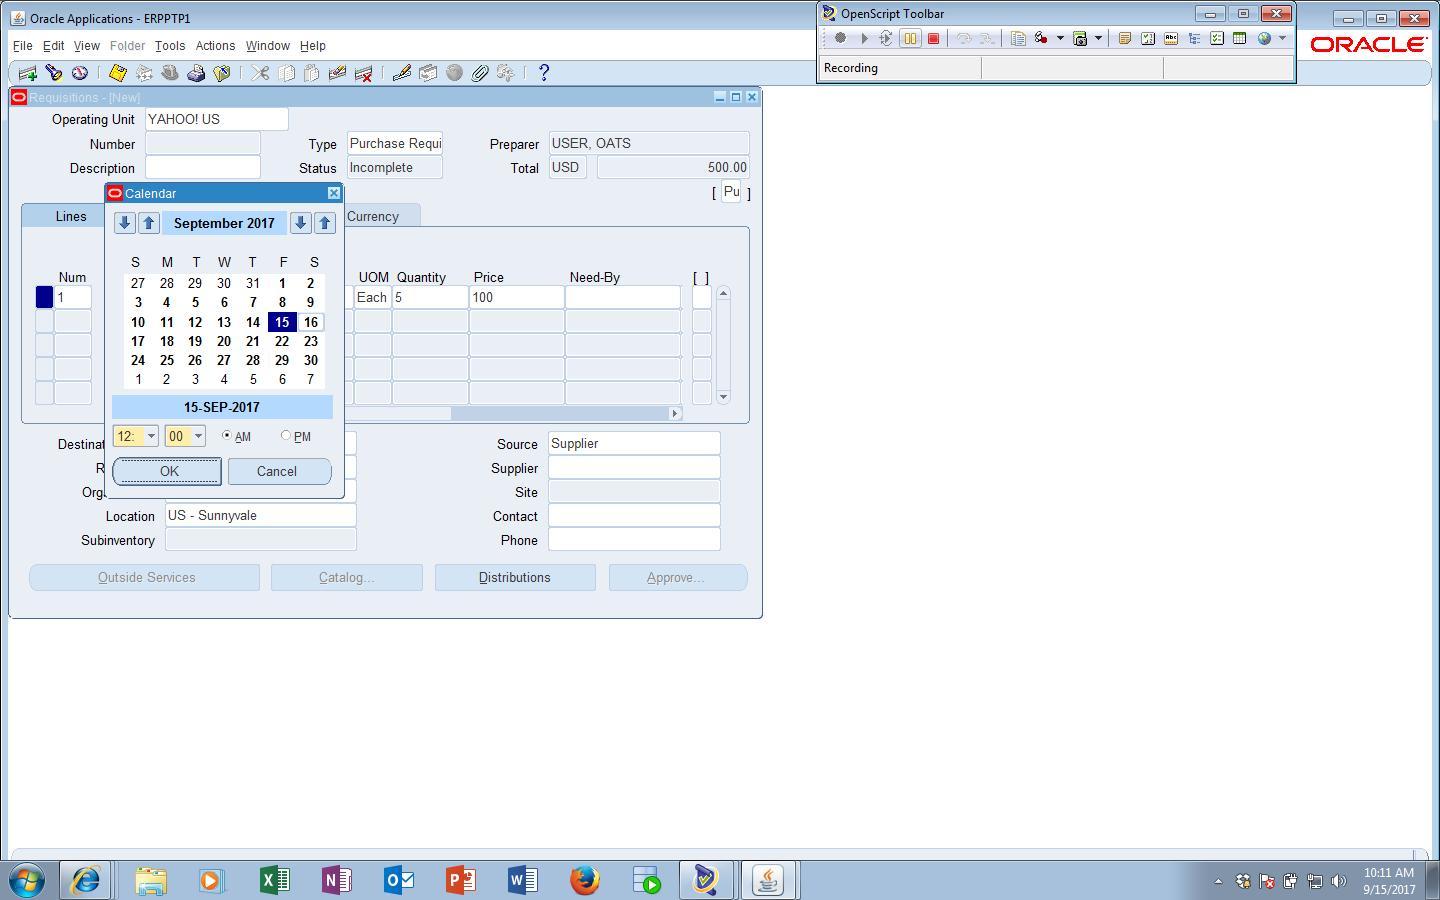 Oracle Applications - ERPPTP1
OpenScript Toolbar
File Edit View Folder Tools Actions Window Help
ORACLE
Recording
Requisitions - [New]
Operating Unit YAHOO! US
Number Type Purchase Requi Preparer USER, OATS
Description Status Incomplete Total USD 500.00
[ Pu ]
Calendar
Lines Currency
September 2017
S M T W T F S
Num UOM Quantity Price Need-By [ ]
27 28 29 30 31 1 2
1 Each 5 100
3 4 5 6 7 8 9
10 11 12 13 14 15 16
17 18 19 20 21 22 23
24 25 26 27 28 29 30
1 2 3 4 5 6 7
15-SEP-2017
12: 00 AM PM
Destinat Source Supplier
OK Cancel
R Supplier
Orga Site
Location US - Sunnyvale Contact
Subinventory Phone
Outside Services Catalog... Distributions Approve...
10:11 AM
9/15/2017